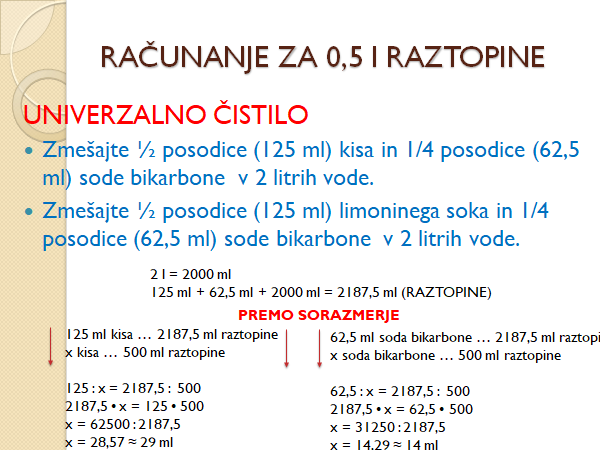 RAČUNANJE ZA 0,5 l RAZTOPINE
UNIVERZALNO ČISTILO
• Zmešajte ½ posodice (125 ml) kisa in 1/4 posodice (62,5
ml) sode bikarbone v 2 litrih vode.
• Zmešajte ½ posodice (125 ml) limoninega soka in 1/4
posodice (62,5 ml) sode bikarbone v 2 litrih vode.
2 l = 2000 ml
125 ml + 62,5 ml + 2000 ml = 2187,5 ml (RAZTOPINE)
PREMO SORAZMERJE
125 ml kisa … 2187,5 ml raztopine
x kisa … 500 ml raztopine
125 : x = 2187,5 : 500
2187,5 • x = 125 • 500
x = 62500 : 2187,5
x = 28,57 ≈ 29 ml
62,5 ml soda bikarbone … 2187,5 ml raztopi
x soda bikarbone … 500 ml raztopine
62,5 : x = 2187,5 : 500
2187,5 • x = 62,5 • 500
x = 31250 : 2187,5
x = 14,29 ≈ 14 ml